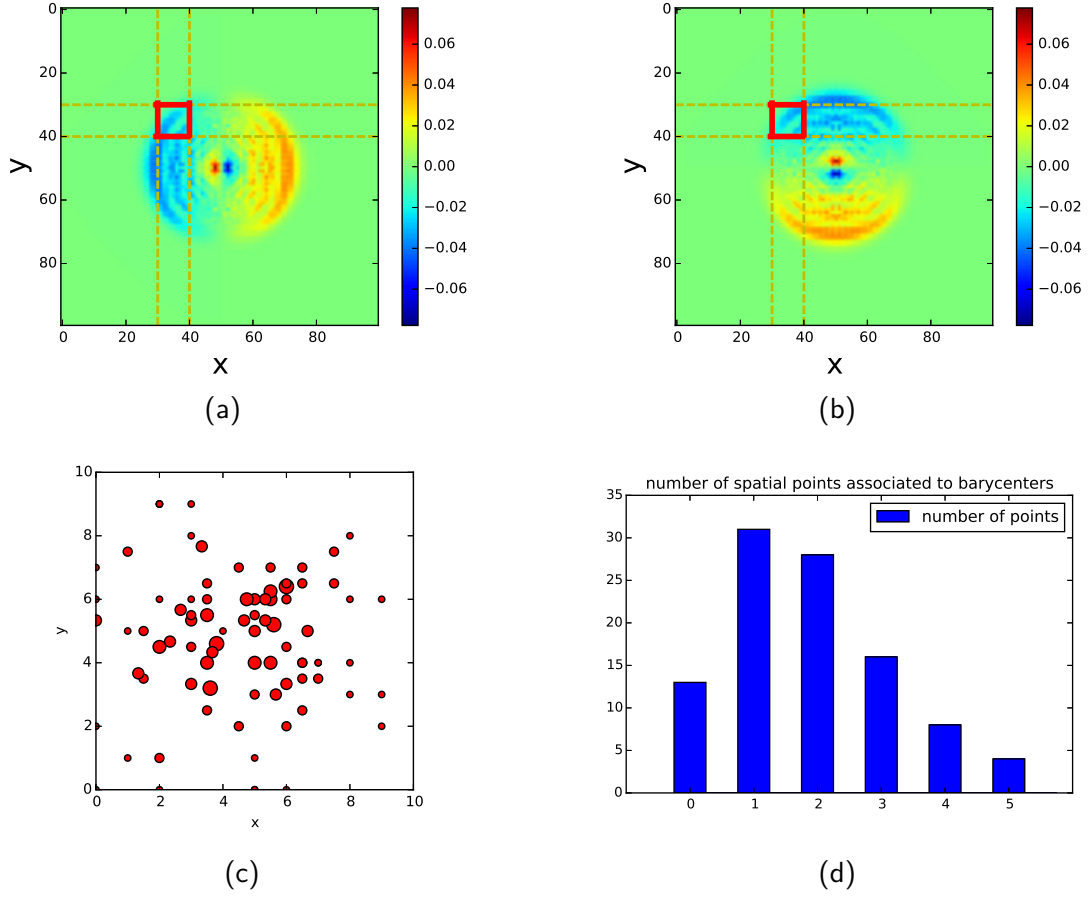 0
20
40
60
80
y
0 20 40 60 80
x
0.06
0.04
0.02
0.00
−0.02
−0.04
−0.06
(a)
0
20
40
60
80
y
0 20 40 60 80
x
0.06
0.04
0.02
0.00
−0.02
−0.04
−0.06
(b)
10
8
6
4
2
0
y
0 2 4 6 8 10
x
(c)
number of spatial points associated to barycenters
number of points
35
30
25
20
15
10
5
0
0 1 2 3 4 5
(d)